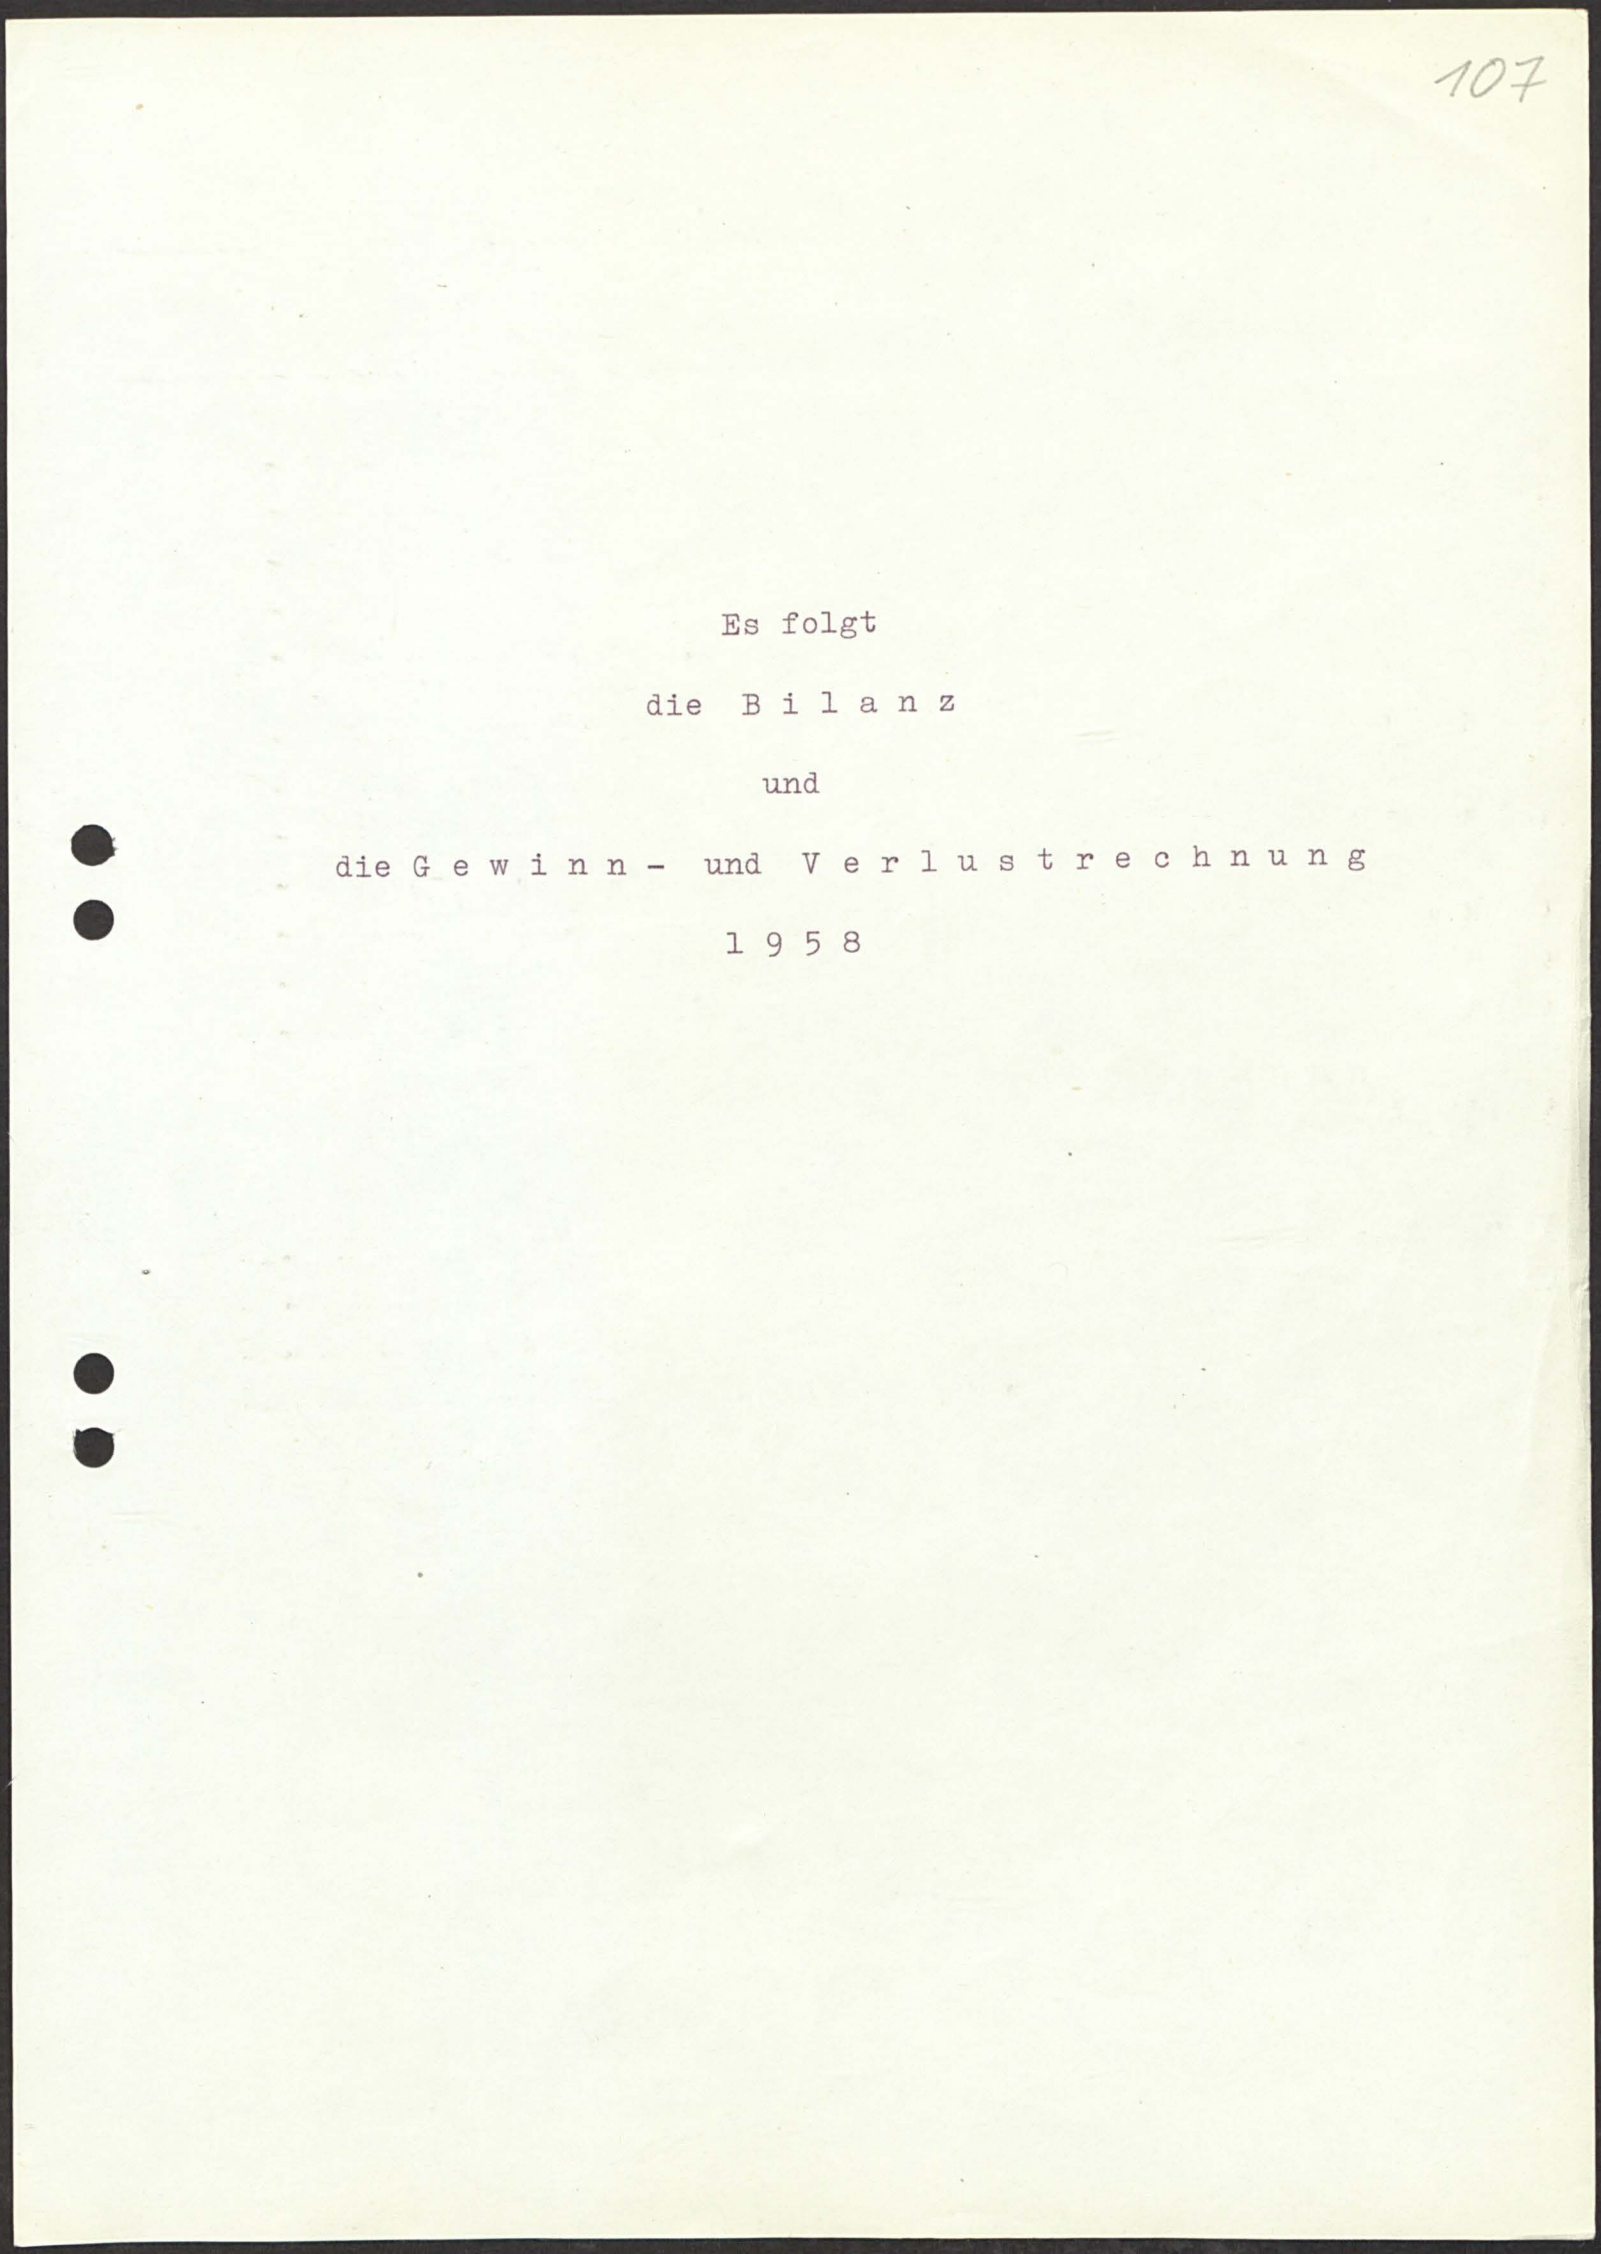 107
Es folgt
die B i l a n z
und
die G e w i n n - und V e r l u s t r e c h n u n g
1 9 5 8